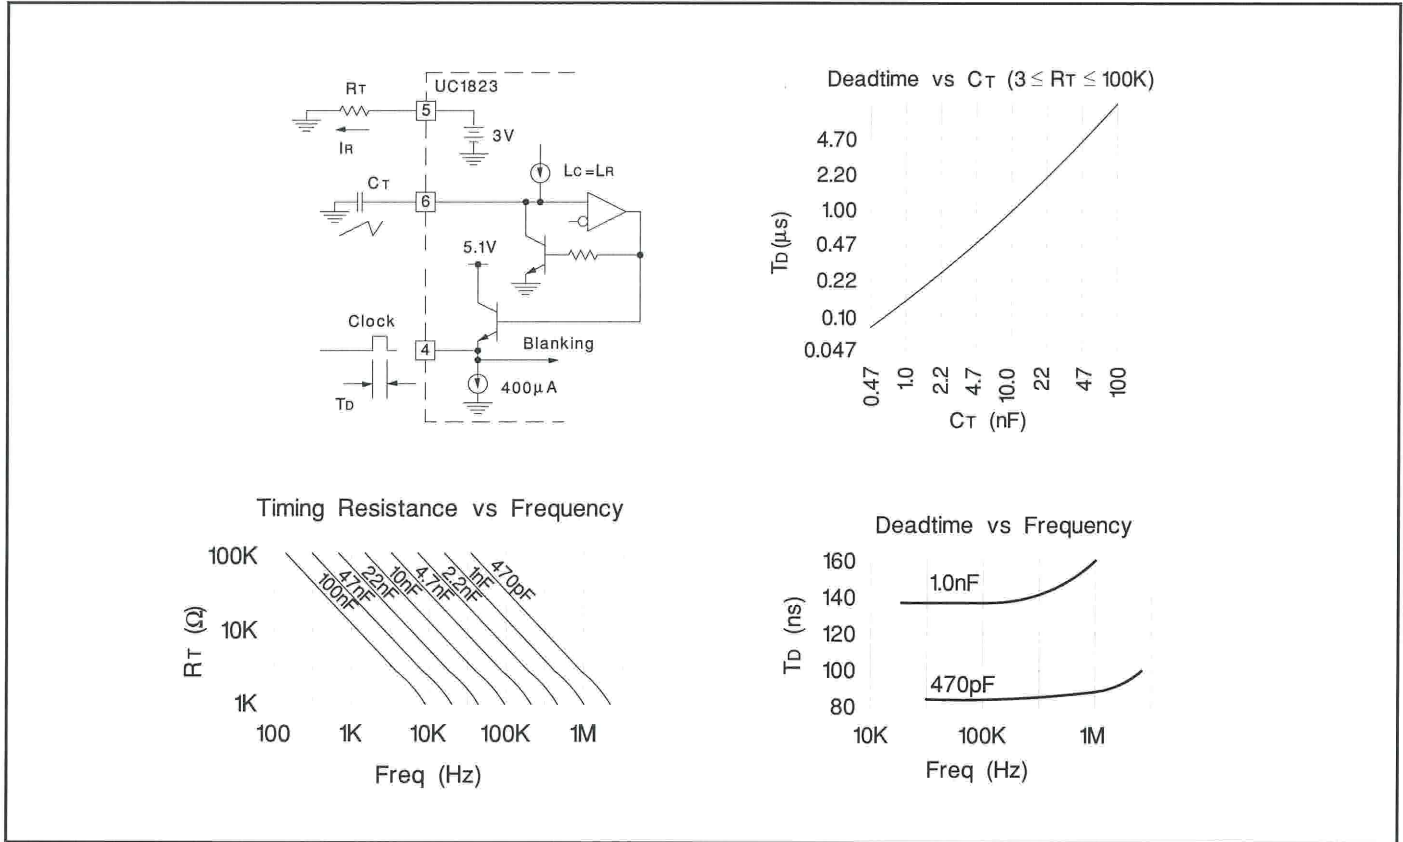 UC1823
RT
5
3V
IR
CT
6
Lc=LR
5.1V
Clock
4
Blanking
400µA
TD
Deadtime vs CT (3 ≤ RT ≤ 100K)
TD (µs)
4.70
2.20
1.00
0.47
0.22
0.10
0.047
0.47 1.0 2.2 4.7 10.0 22 47 100
CT (nF)
Timing Resistance vs Frequency
RT (Ω)
100K
10K
1K
100nF 47nF 22nF 10nF 4.7nF 2.2nF 1nF 470pF
100 1K 10K 100K 1M
Freq (Hz)
Deadtime vs Frequency
TD (ns)
160
140
120
100
80
1.0nF
470pF
10K 100K 1M
Freq (Hz)